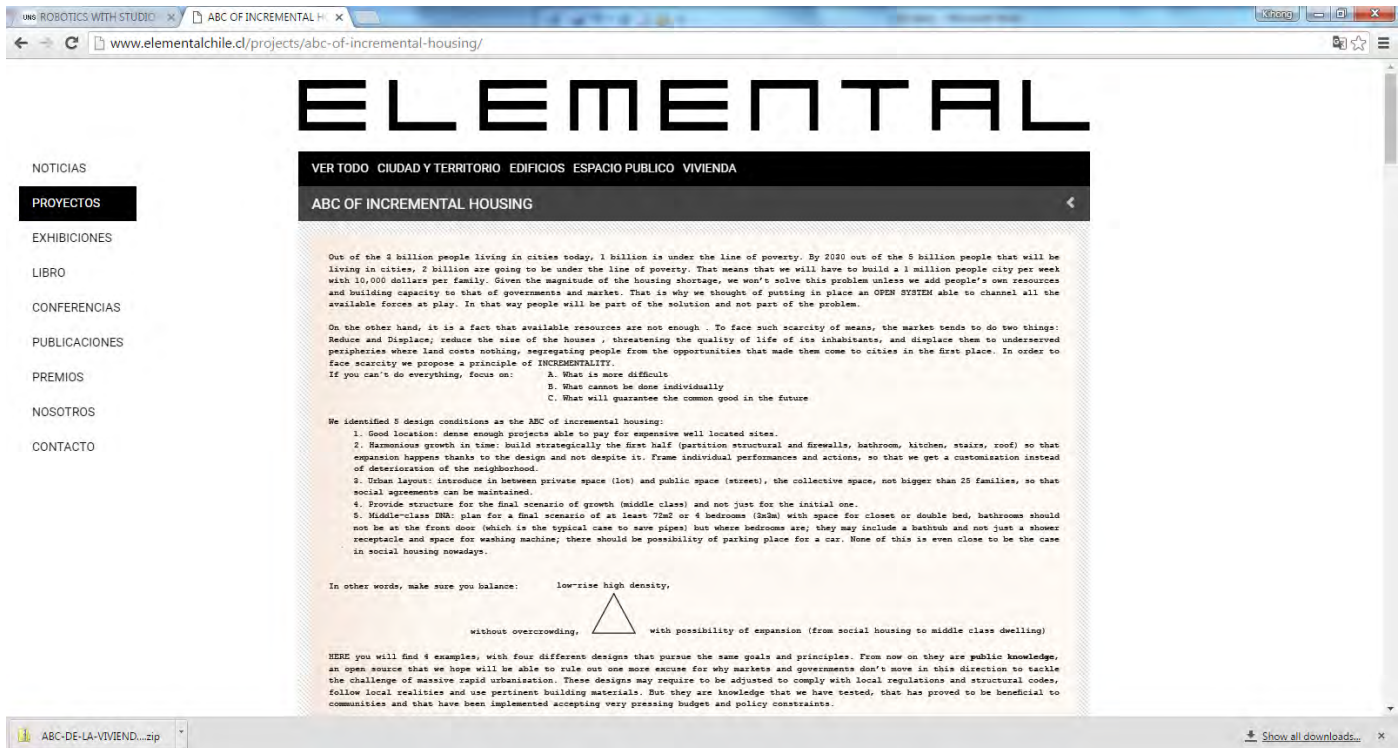 UNS ROBOTICS WITH STUDIO
ABC OF INCREMENTAL H
Khang
www.elementalchile.cl/projects/abc-of-incremental-housing/
ELEMENTAL
NOTICIAS
PROYECTOS
EXHIBICIONES
LIBRO
CONFERENCIAS
PUBLICACIONES
PREMIOS
NOSOTROS
CONTACTO
VER TODO CIUDAD Y TERRITORIO EDIFICIOS ESPACIO PUBLICO VIVIENDA
ABC OF INCREMENTAL HOUSING
Out of the 3 billion people living in cities today, 1 billion is under the line of poverty. By 2030 out of the 5 billion people that will be
living in cities, 2 billion are going to be under the line of poverty. That means that we will have to build a 1 million people city per week
with 10,000 dollars per family. Given the magnitude of the housing shortage, we won't solve this problem unless we add people's own resources
and building capacity to that of governments and market. That is why we thought of putting in place an OPEN SYSTEM able to channel all the
available forces at play. In that way people will be part of the solution and not part of the problem.
On the other hand, it is a fact that available resources are not enough . To face such scarcity of means, the market tends to do two things:
Reduce and Displace; reduce the size of the houses , threatening the quality of life of its inhabitants, and displace them to underserved
peripheries where land costs nothing, segregating people from the opportunities that made them come to cities in the first place. In order to
face scarcity we propose a principle of INCREMENTALITY.
If you can't do everything, focus on: A. What is more difficult
B. What cannot be done individually
C. What will guarantee the common good in the future
We identified 5 design conditions as the ABC of incremental housing:
1. Good location: dense enough projects able to pay for expensive well located sites.
2. Harmonious growth in time: build strategically the first half (partition structural and firewalls, bathroom, kitchen, stairs, roof) so that
expansion happens thanks to the design and not despite it. Frame individual performances and actions, so that we get a customization instead
of deterioration of the neighborhood.
3. Urban layout: introduce in between private space (lot) and public space (street), the collective space, not bigger than 25 families, so that
social agreements can be maintained.
4. Provide structure for the final scenario of growth (middle class) and not just for the initial one.
5. Middle-class DNA: plan for a final scenario of at least 72m2 or 4 bedrooms (3x3m) with space for closet or double bed, bathrooms should
not be at the front door (which is the typical case to save pipes) but where bedrooms are; they may include a bathtub and not just a shower
receptacle and space for washing machine; there should be possibility of parking place for a car. None of this is even close to be the case
in social housing nowadays.
In other words, make sure you balance: low-rise high density,
without overcrowding, with possibility of expansion (from social housing to middle class dwelling)
HERE you will find 4 examples, with four different designs that pursue the same goals and principles. From now on they are public knowledge,
an open source that we hope will be able to rule out one more excuse for why markets and governments don't move in this direction to tackle
the challenge of massive rapid urbanization. These designs may require to be adjusted to comply with local regulations and structural codes,
follow local realities and use pertinent building materials. But they are knowledge that we have tested, that has proved to be beneficial to
communities and that have been implemented accepting very pressing budget and policy constraints.
ABC-DE-LA-VIVIEND....zip
Show all downloads...